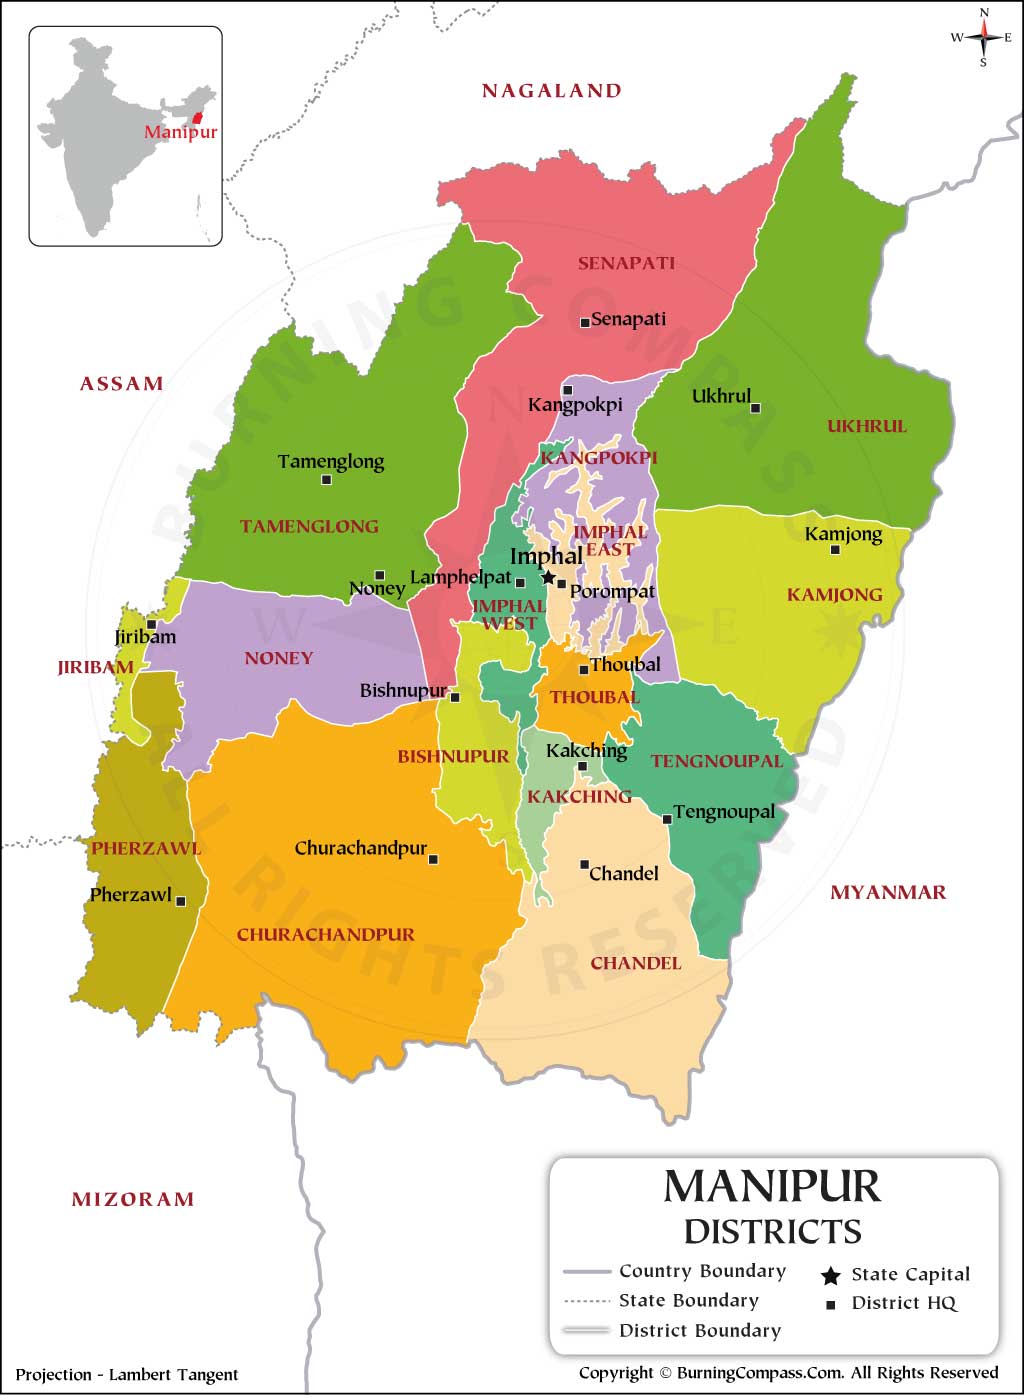 N
W E
S
Manipur
NAGALAND
SENAPATI
Senapati
ASSAM
Kangpokpi
Ukhrul
UKHRUL
KANGPOKPI
Tamenglong
TAMENGLONG
IMPHAL
EAST
Kamjong
Imphal
Noney
Lamphelpat
Porompat
KAMJONG
IMPHAL
WEST
Jiribam
JIRIBAM
NONEY
Thoubal
Bishnupur
THOUBAL
BISHNUPUR
Kakching
TENGNOUPAL
KAKCHING
Tengnoupal
PHERZAWL
Churachandpur
Chandel
Pherzawl
MYANMAR
CHURACHANDPUR
CHANDEL
MIZORAM
BURNING COMPASS
ALL RIGHTS RESERVED
N
W E
MANIPUR
DISTRICTS
Country Boundary
State Boundary
District Boundary
State Capital
District HQ
Projection - Lambert Tangent
Copyright © BurningCompass.Com. All Rights Reserved